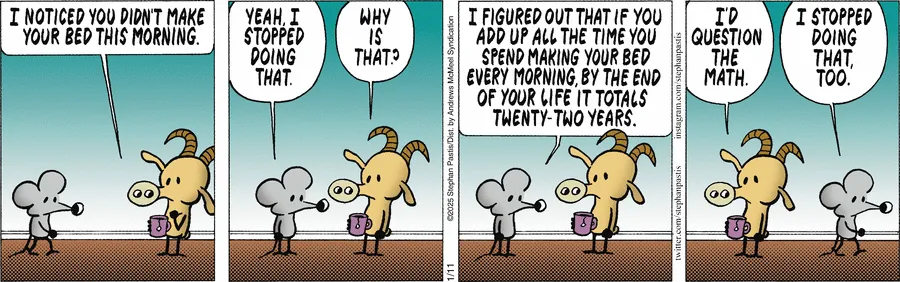 I NOTICED YOU DIDN'T MAKE
YOUR BED THIS MORNING.
YEAH, I
STOPPED
DOING
THAT.
WHY
IS
THAT?
©2025 Stephan Pastis/Dist. by Andrews McMeel Syndication
1/11
I FIGURED OUT THAT IF YOU
ADD UP ALL THE TIME YOU
SPEND MAKING YOUR BED
EVERY MORNING, BY THE END
OF YOUR LIFE IT TOTALS
TWENTY-TWO YEARS.
instagram.com/stephanpastis
twitter.com/stephanpastis
I'D
QUESTION
THE
MATH.
I STOPPED
DOING
THAT,
TOO.